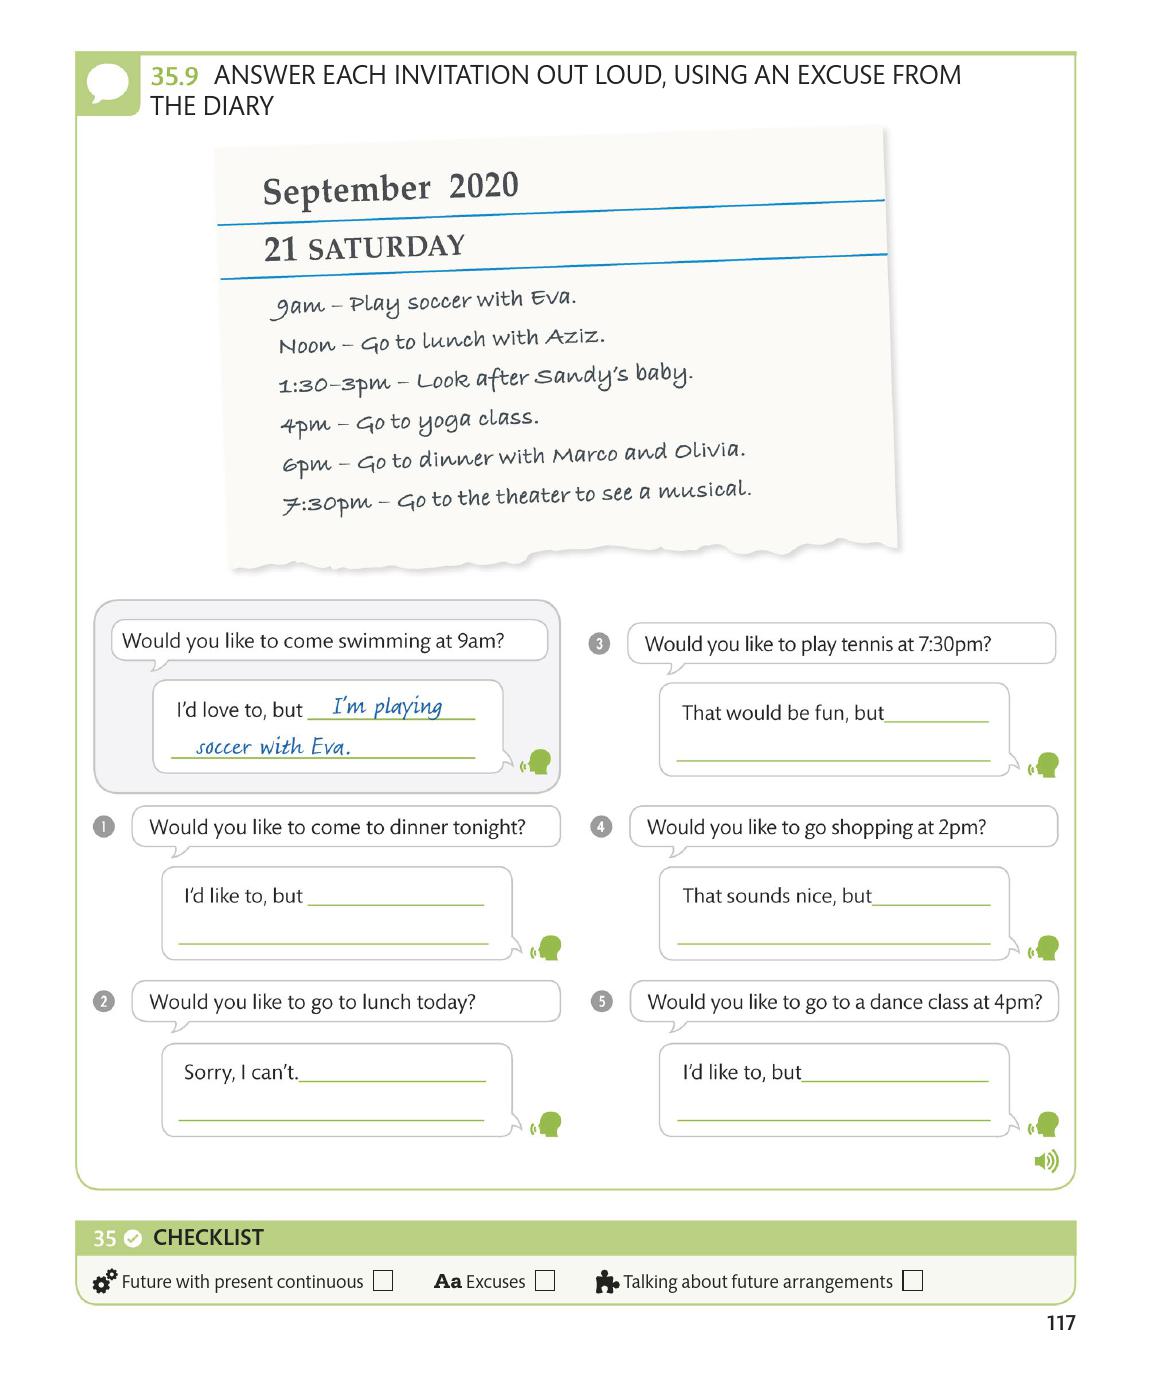 35.9 ANSWER EACH INVITATION OUT LOUD, USING AN EXCUSE FROM
THE DIARY
September 2020
21 SATURDAY
9am – Play soccer with Eva.
Noon – Go to lunch with Aziz.
1:30–3pm – Look after Sandy's baby.
4pm – Go to yoga class.
6pm – Go to dinner with Marco and Olivia.
7:30pm – Go to the theater to see a musical.
Would you like to come swimming at 9am?
I'd love to, but I'm playing
soccer with Eva.
1 Would you like to come to dinner tonight?
I'd like to, but
2 Would you like to go to lunch today?
Sorry, I can't.
3 Would you like to play tennis at 7:30pm?
That would be fun, but
4 Would you like to go shopping at 2pm?
That sounds nice, but
5 Would you like to go to a dance class at 4pm?
I'd like to, but
35 CHECKLIST
Future with present continuous Aa Excuses Talking about future arrangements
117